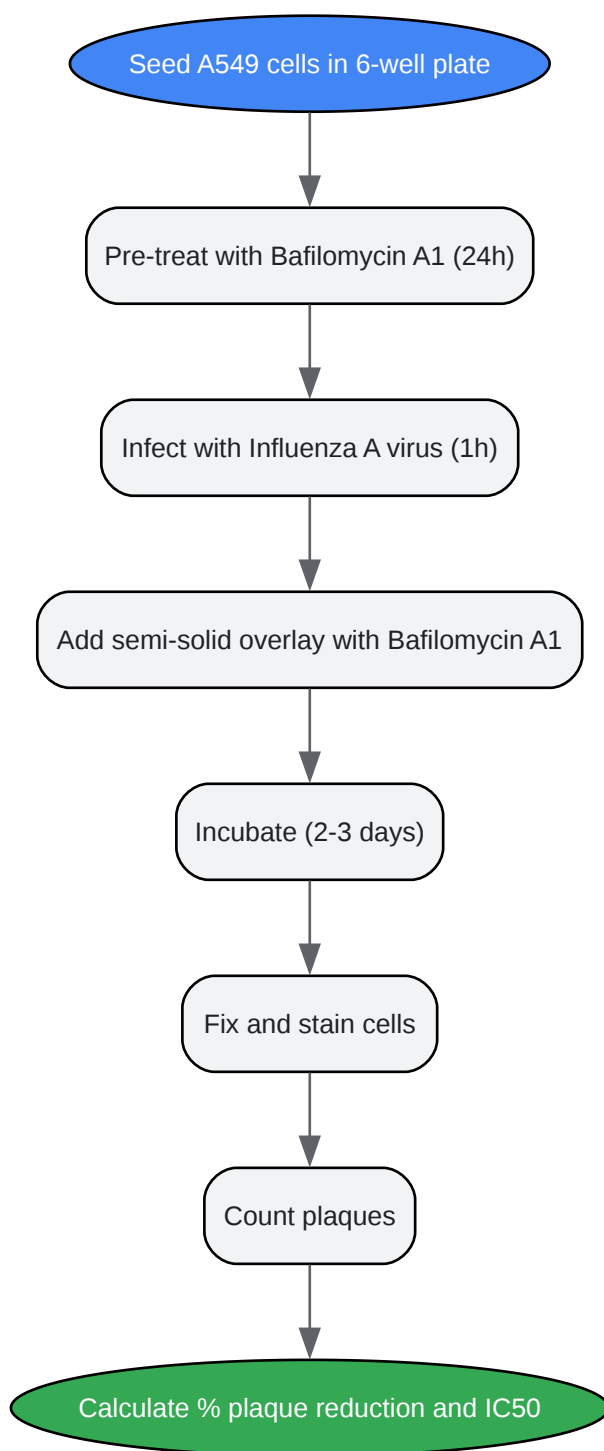 Seed A549 cells in 6-well plate
Pre-treat with Bafilomycin A1 (24h)
Infect with Influenza A virus (1h)
Add semi-solid overlay with Bafilomycin A1
Incubate (2-3 days)
Fix and stain cells
Count plaques
Calculate % plaque reduction and IC50